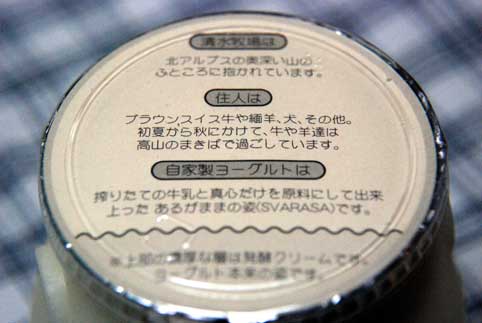 清水牧場は
北アルプスの奥深い山の
ふところに抱かれています。
住人は
ブラウン、スイス牛や緬羊、犬、その他。
初夏から秋にかけて、牛や羊達は
高山のまきばで過ごしています。
自家製ヨーグルトは
搾りたての牛乳と真心だけを原料にして出来
上った あるがままの姿(SVARASA)です。
※上部の濃厚な層は発酵クリームです。
ヨーグルト本来の姿です。